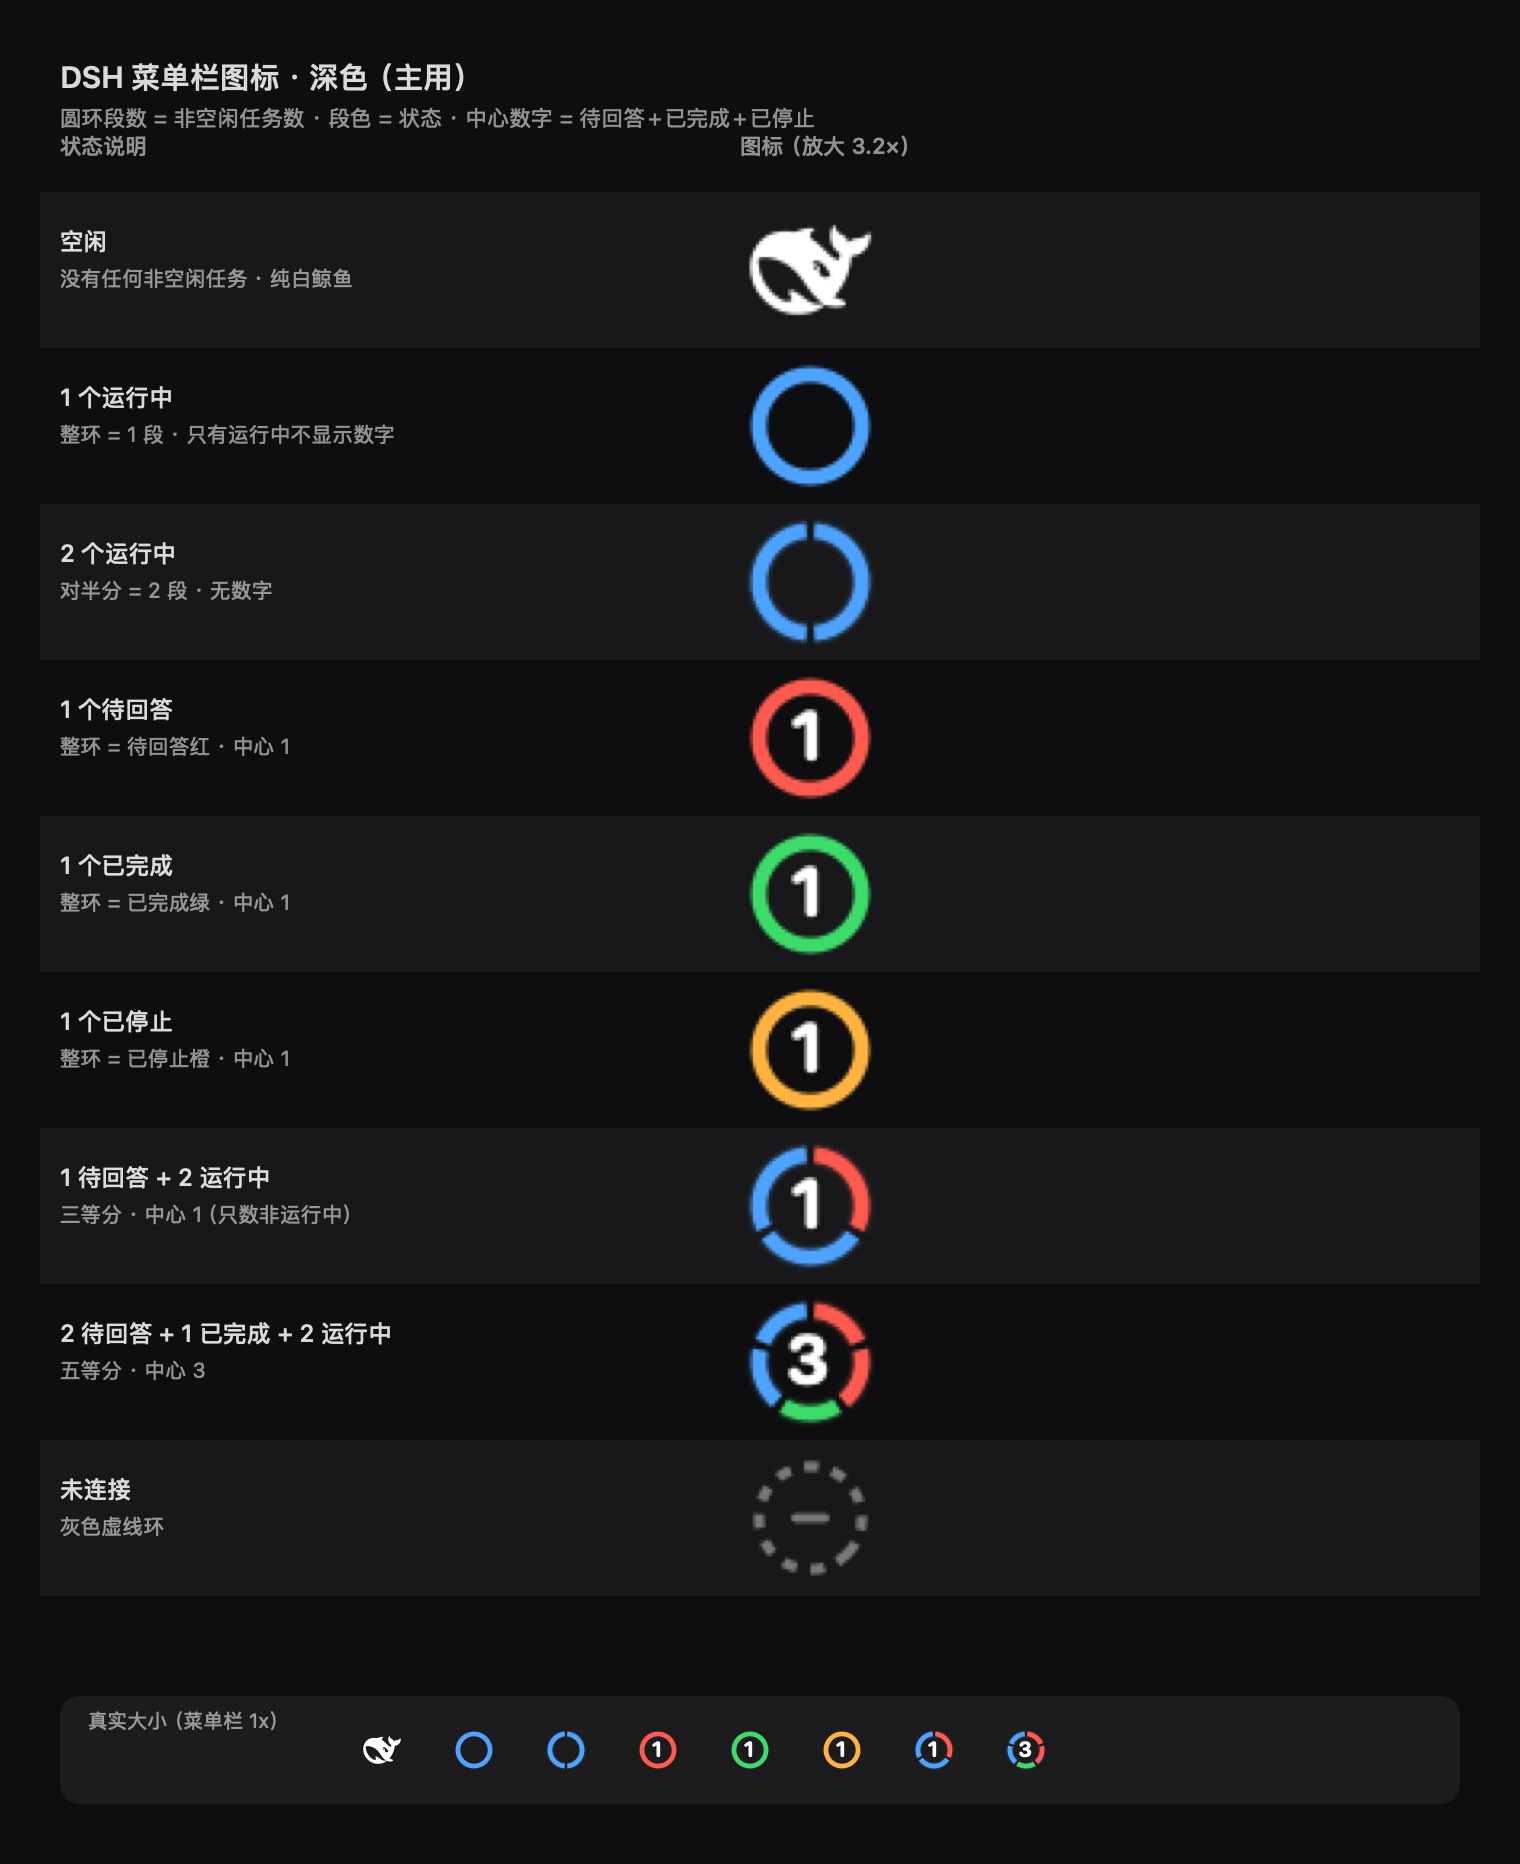 DSH 菜单栏图标 · 深色（主用）
圆环段数 = 非空闲任务数 · 段色 = 状态 · 中心数字 = 待回答+已完成+已停止
状态说明
图标（放大 3.2×）
空闲
没有任何非空闲任务 · 纯白鲸鱼
1 个运行中
整环 = 1 段 · 只有运行中不显示数字
2 个运行中
对半分 = 2 段 · 无数字
1 个待回答
整环 = 待回答红 · 中心 1
1
1 个已完成
整环 = 已完成绿 · 中心 1
1
1 个已停止
整环 = 已停止橙 · 中心 1
1
1 待回答 + 2 运行中
三等分 · 中心 1 (只数非运行中)
1
2 待回答 + 1 已完成 + 2 运行中
五等分 · 中心 3
3
未连接
灰色虚线环
真实大小（菜单栏 1x）
1 1 1 1 3